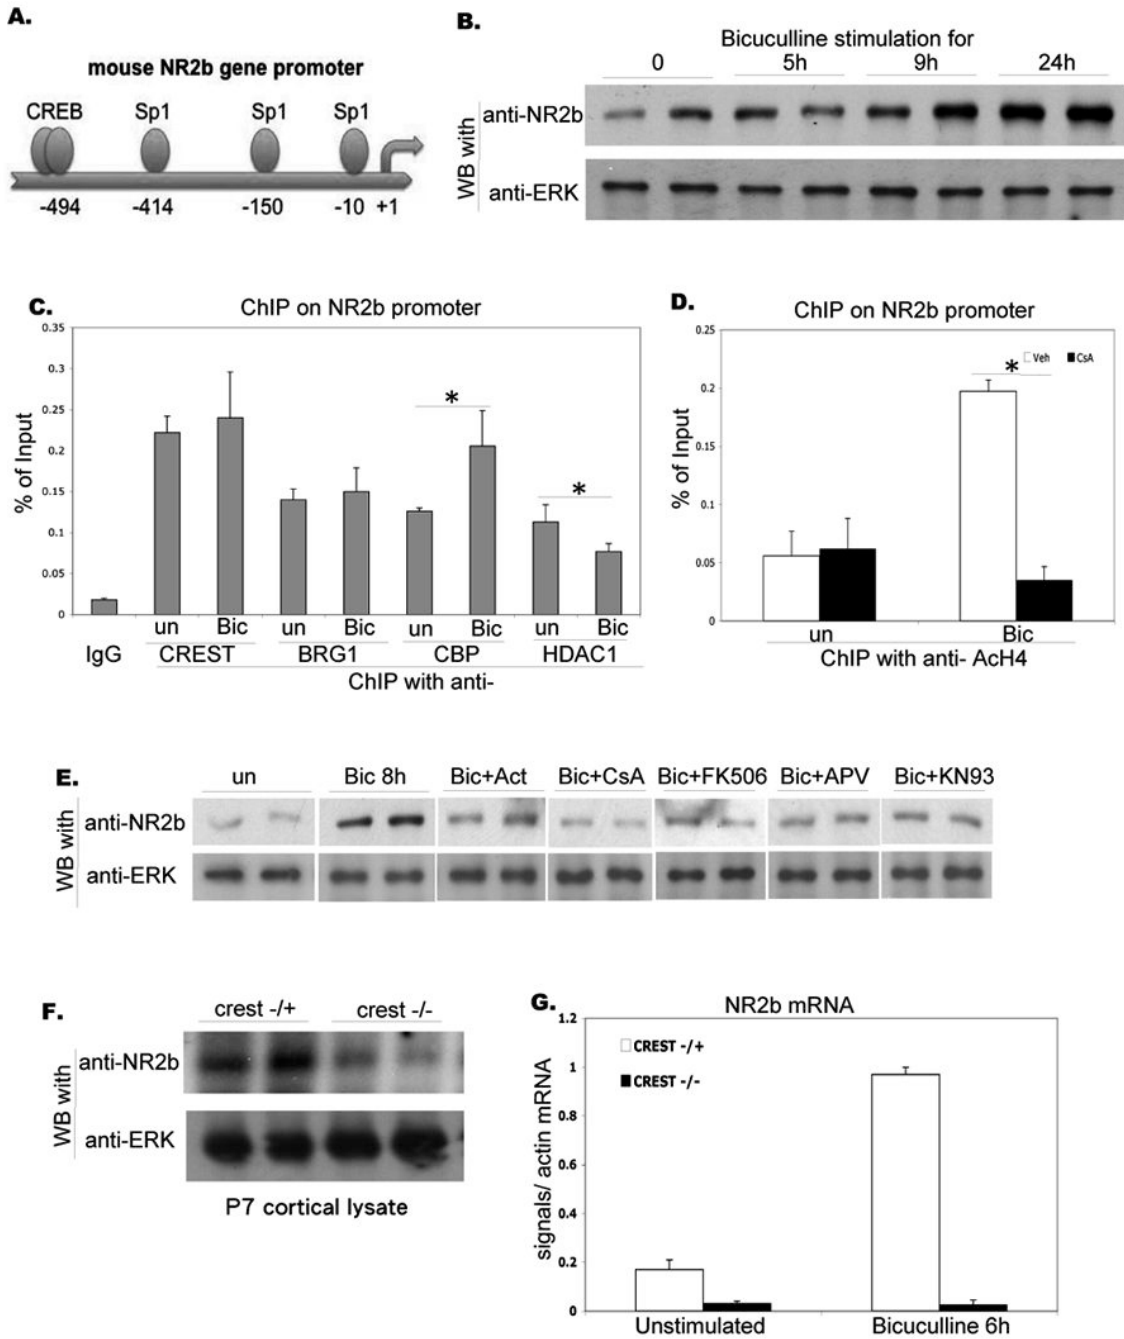 A.
mouse NR2b gene promoter
CREB Sp1 Sp1 Sp1
-494 -414 -150 -10 +1
B.
Bicuculline stimulation for
0 5h 9h 24h
WB with
anti-NR2b
anti-ERK
C.
ChIP on NR2b promoter
% of Input
0.35
0.3
0.25
0.2
0.15
0.1
0.05
0
* *
un Bic un Bic un Bic un Bic
IgG CREST BRG1 CBP HDAC1
ChIP with anti-
D.
ChIP on NR2b promoter
% of Input
0.25
0.2
0.15
0.1
0.05
0
Veh CsA
*
un Bic
ChIP with anti- AcH4
E.
un Bic 8h Bic+Act Bic+CsA Bic+FK506 Bic+APV Bic+KN93
WB with
anti-NR2b
anti-ERK
F.
crest -/+ crest -/-
WB with
anti-NR2b
anti-ERK
P7 cortical lysate
G.
NR2b mRNA
signals/ actin mRNA
1.2
1
0.8
0.6
0.4
0.2
0
CREST -/+
CREST -/-
Unstimulated Bicuculline 6h